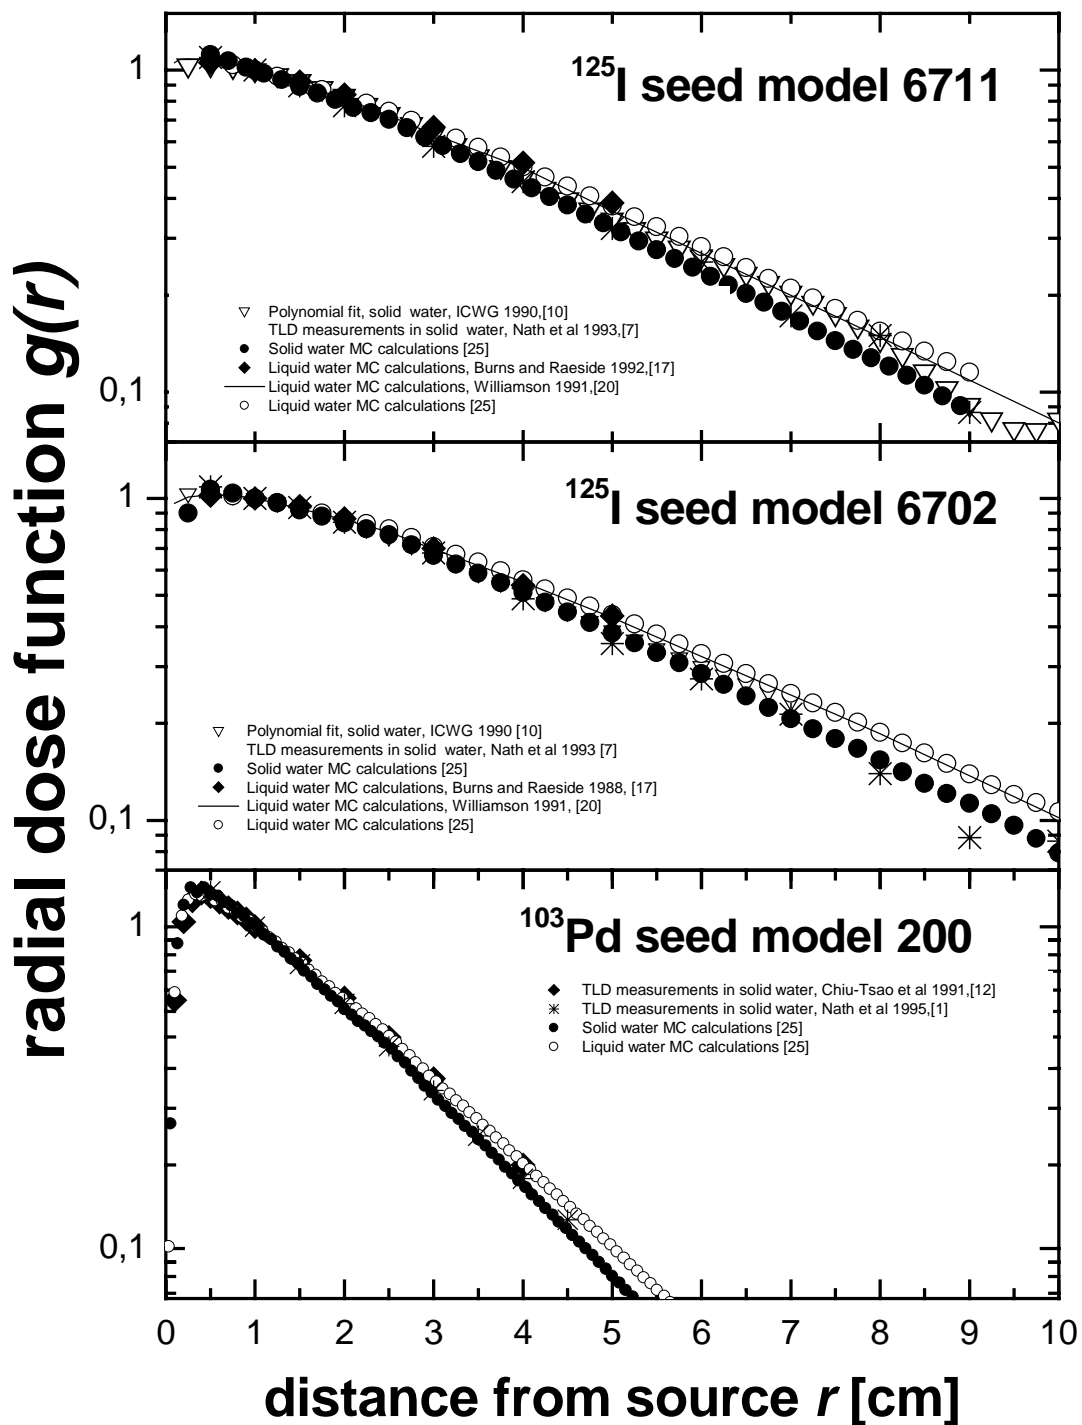 radial dose function g(r)
1
0,1
125I seed model 6711
Polynomial fit, solid water, ICWG 1990,[10]
TLD measurements in solid water, Nath et al 1993,[7]
Solid water MC calculations [25]
Liquid water MC calculations, Burns and Raeside 1992,[17]
Liquid water MC calculations, Williamson 1991,[20]
Liquid water MC calculations [25]
1
0,1
125I seed model 6702
Polynomial fit, solid water, ICWG 1990 [10]
TLD measurements in solid water, Nath et al 1993 [7]
Solid water MC calculations [25]
Liquid water MC calculations, Burns and Raeside 1988, [17]
Liquid water MC calculations, Williamson 1991, [20]
Liquid water MC calculations [25]
1
0,1
103Pd seed model 200
TLD measurements in solid water, Chiu-Tsao et al 1991,[12]
TLD measurements in solid water, Nath et al 1995,[1]
Solid water MC calculations [25]
Liquid water MC calculations [25]
0 1 2 3 4 5 6 7 8 9 10
distance from source r [cm]